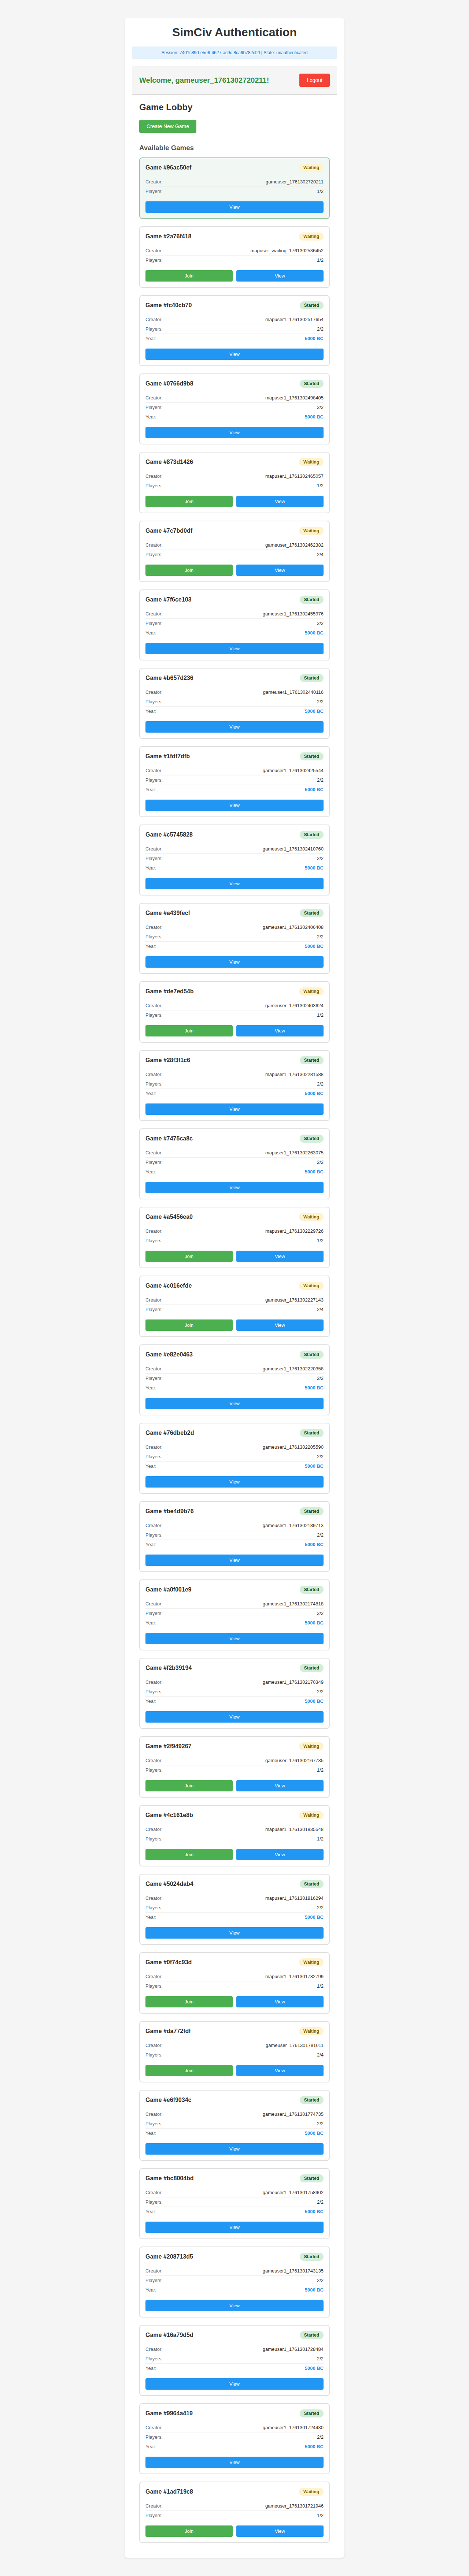 SimCiv Authentication
Welcome, gameuser_1761302720211!
Logout
Game Lobby
Create New Game
Available Games
Game #96ac50ef Waiting
Creator: gameuser_1761302720211
Players: 1/2
View
Game #2a76f418 Waiting
Creator: mapuser_waiting_1761302536452
Players: 1/2
Join View
Game #fc40cb70 Started
Creator: mapuser1_1761302517654
Players: 2/2
Year: 5000 BC
View
Game #0766d9b8 Started
Creator: mapuser1_1761302498405
Players: 2/2
Year: 5000 BC
View
Game #873d1426 Waiting
Creator: mapuser1_1761302465057
Players: 1/2
Join View
Game #7c7bd0df Waiting
Creator: gameuser_1761302462382
Players: 2/4
Join View
Game #7f6ce103 Started
Creator: gameuser1_1761302455976
Players: 2/2
Year: 5000 BC
View
Game #b657d236 Started
Creator: gameuser1_1761302440116
Players: 2/2
Year: 5000 BC
View
Game #1fdf7dfb Started
Creator: gameuser1_1761302425544
Players: 2/2
Year: 5000 BC
View
Game #c5745828 Started
Creator: gameuser1_1761302410760
Players: 2/2
Year: 5000 BC
View
Game #a439fecf Started
Creator: gameuser1_1761302406408
Players: 2/2
Year: 5000 BC
View
Game #de7ed54b Waiting
Creator: gameuser_1761302403624
Players: 1/2
Join View
Game #28f3f1c6 Started
Creator: mapuser1_1761302281588
Players: 2/2
Year: 5000 BC
View
Game #7475ca8c Started
Creator: mapuser1_1761302263075
Players: 2/2
Year: 5000 BC
View
Game #a5456ea0 Waiting
Creator: mapuser1_1761302229726
Players: 1/2
Join View
Game #c016efde Waiting
Creator: gameuser_1761302227143
Players: 2/4
Join View
Game #e82e0463 Started
Creator: gameuser1_1761302220358
Players: 2/2
Year: 5000 BC
View
Game #76dbeb2d Started
Creator: gameuser1_1761302205590
Players: 2/2
Year: 5000 BC
View
Game #be4d9b76 Started
Creator: gameuser1_1761302189713
Players: 2/2
Year: 5000 BC
View
Game #a0f001e9 Started
Creator: gameuser1_1761302174818
Players: 2/2
Year: 5000 BC
View
Game #f2b39194 Started
Creator: gameuser1_1761302170349
Players: 2/2
Year: 5000 BC
View
Game #2f949267 Waiting
Creator: gameuser_1761302167735
Players: 1/2
Join View
Game #4c161e8b Waiting
Creator: mapuser1_1761301835548
Players: 1/2
Join View
Game #5024dab4 Started
Creator: mapuser1_1761301816294
Players: 2/2
Year: 5000 BC
View
Game #0f74c93d Waiting
Creator: mapuser1_1761301782799
Players: 1/2
Join View
Game #da772fdf Waiting
Creator: gameuser_1761301781011
Players: 2/4
Join View
Game #e6f9034c Started
Creator: gameuser1_1761301774735
Players: 2/2
Year: 5000 BC
View
Game #bc8004bd Started
Creator: gameuser1_1761301758902
Players: 2/2
Year: 5000 BC
View
Game #208713d5 Started
Creator: gameuser1_1761301743135
Players: 2/2
Year: 5000 BC
View
Game #16a79d5d Started
Creator: gameuser1_1761301728484
Players: 2/2
Year: 5000 BC
View
Game #9964a419 Started
Creator: gameuser1_1761301724430
Players: 2/2
Year: 5000 BC
View
Game #1ad719c8 Waiting
Creator: gameuser_1761301721946
Players: 1/2
Join View